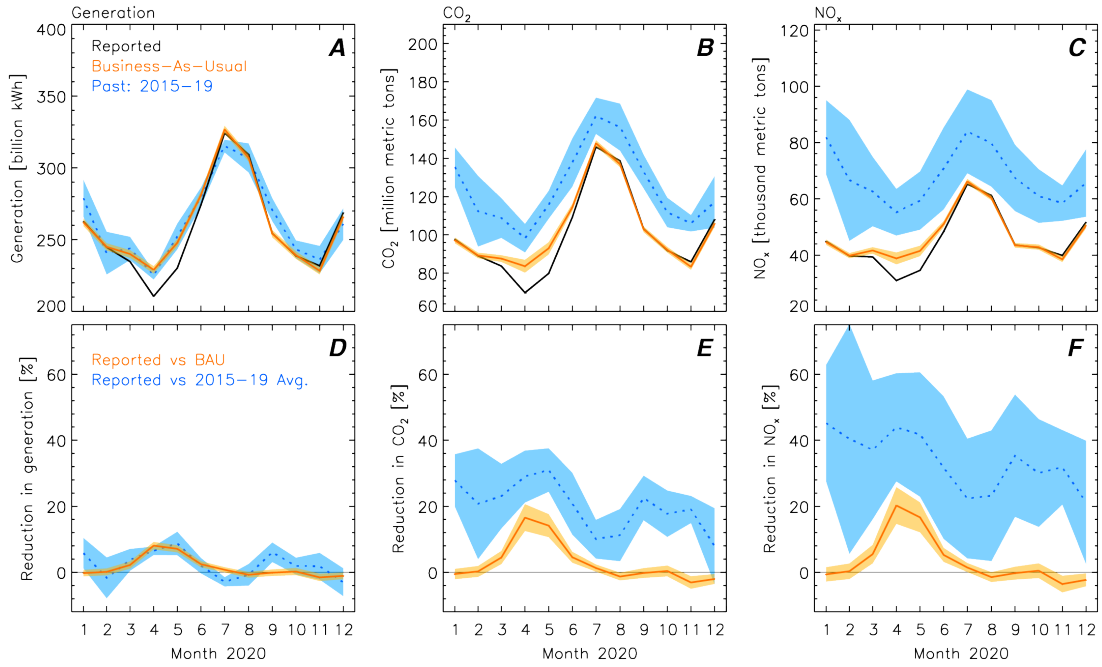 Generation
CO₂
NOₓ
A
B
C
Reported
Business-As-Usual
Past: 2015-19
Generation [billion kWh]
400
350
300
250
200
CO₂ [million metric tons]
200
180
160
140
120
100
80
60
NOₓ [thousand metric tons]
120
100
80
60
40
20
D
E
F
Reported vs BAU
Reported vs 2015-19 Avg.
Reduction in generation [%]
60
40
20
0
Reduction in CO₂ [%]
60
40
20
0
Reduction in NOₓ [%]
60
40
20
0
1 2 3 4 5 6 7 8 9 10 11 12
1 2 3 4 5 6 7 8 9 10 11 12
1 2 3 4 5 6 7 8 9 10 11 12
Month 2020
Month 2020
Month 2020